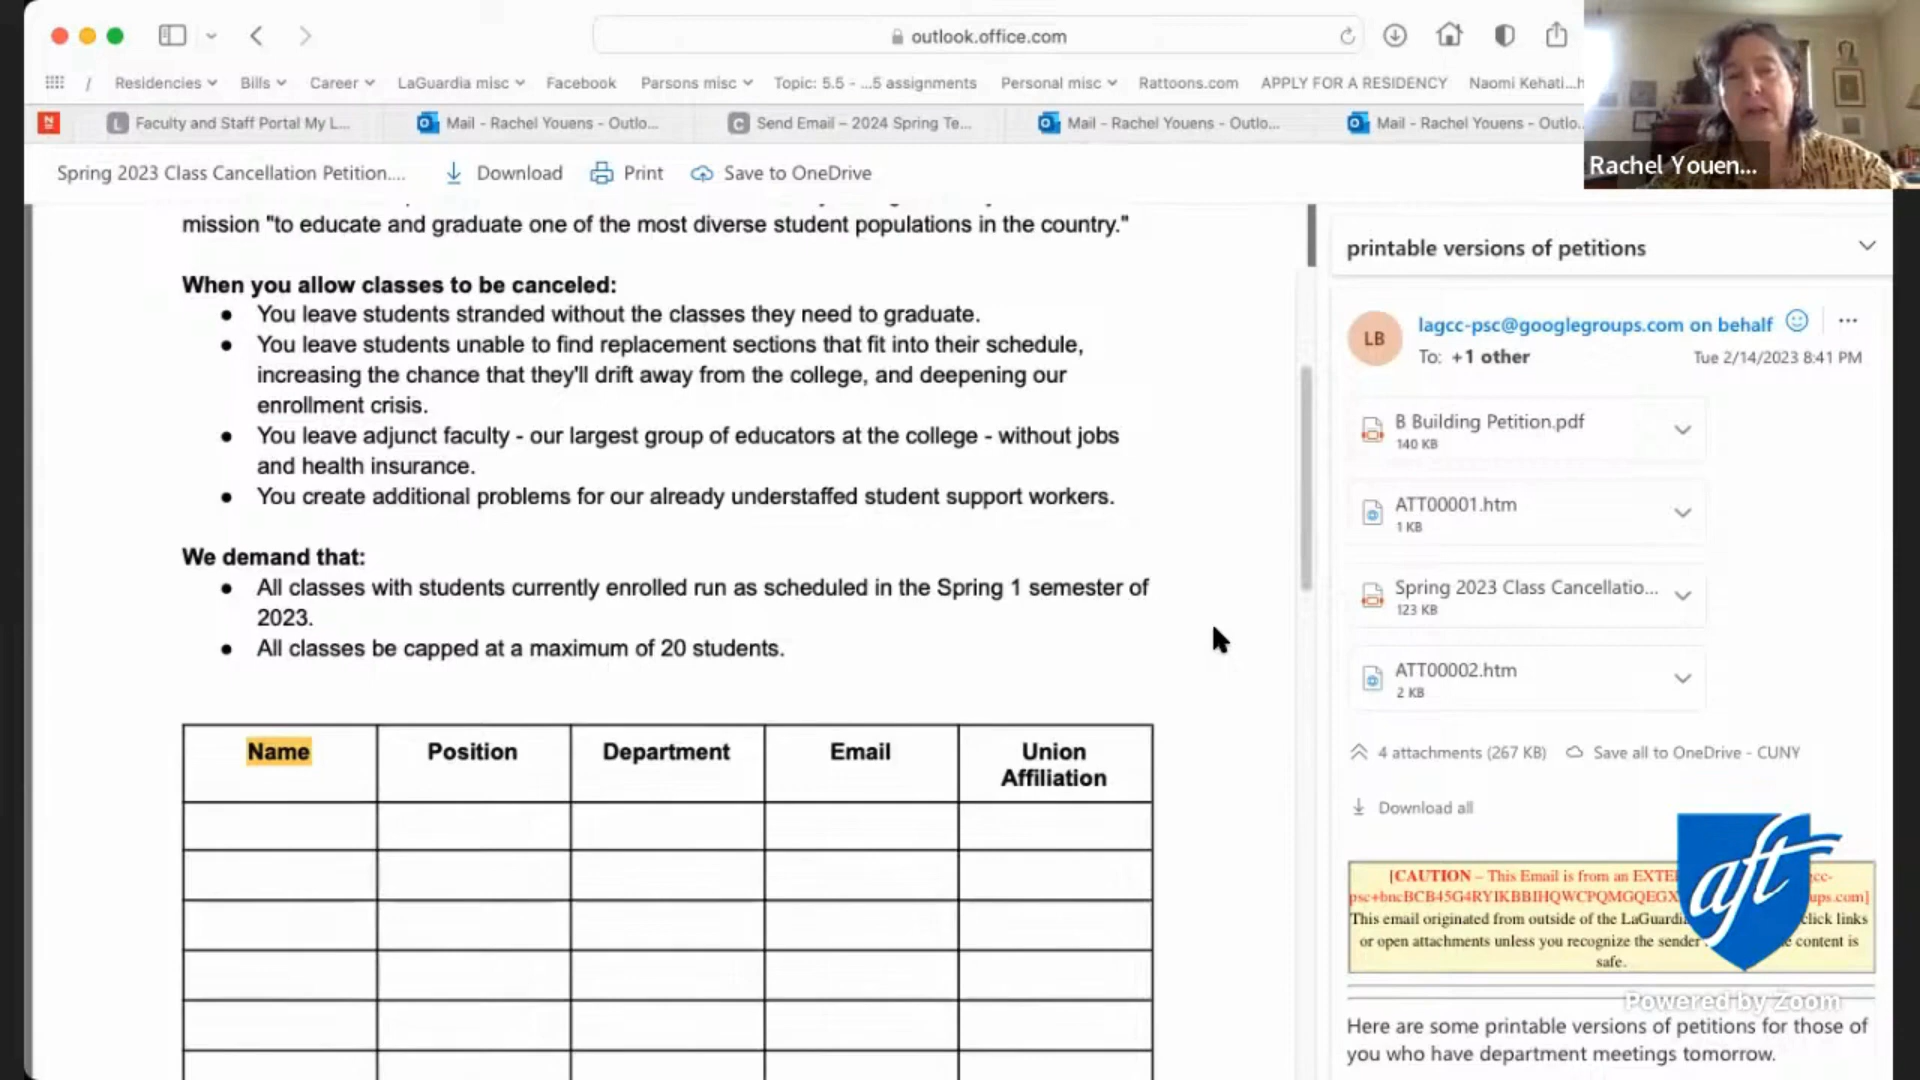 outlook.office.com
/ Residencies Bills Career LaGuardia misc Facebook Parsons misc Topic: 5.5 - ...5 assignments Personal misc Rattoons.com APPLY FOR A RESIDENCY Naomi Kehati...h
Faculty and Staff Portal My L... Mail - Rachel Youens - Outlo... Send Email – 2024 Spring Te... Mail - Rachel Youens - Outlo... Mail - Rachel Youens - Outlo..
Rachel Youen...
Spring 2023 Class Cancellation Petition.... Download Print Save to OneDrive
mission "to educate and graduate one of the most diverse student populations in the country."
When you allow classes to be canceled:
● You leave students stranded without the classes they need to graduate.
● You leave students unable to find replacement sections that fit into their schedule,
increasing the chance that they'll drift away from the college, and deepening our
enrollment crisis.
● You leave adjunct faculty - our largest group of educators at the college - without jobs
and health insurance.
● You create additional problems for our already understaffed student support workers.
We demand that:
● All classes with students currently enrolled run as scheduled in the Spring 1 semester of
2023.
● All classes be capped at a maximum of 20 students.
Name Position Department Email Union
Affiliation
printable versions of petitions
LB
lagcc-psc@googlegroups.com on behalf
To: +1 other Tue 2/14/2023 8:41 PM
B Building Petition.pdf
140 KB
ATT00001.htm
1 KB
Spring 2023 Class Cancellatio...
123 KB
ATT00002.htm
2 KB
4 attachments (267 KB) Save all to OneDrive - CUNY
Download all
[CAUTION – This Email is from an
This email originated from outside of the click links
or open attachments unless you recognize the sender content is
safe.
aft
Powered by Zoom
Here are some printable versions of petitions for those of
you who have department meetings tomorrow.